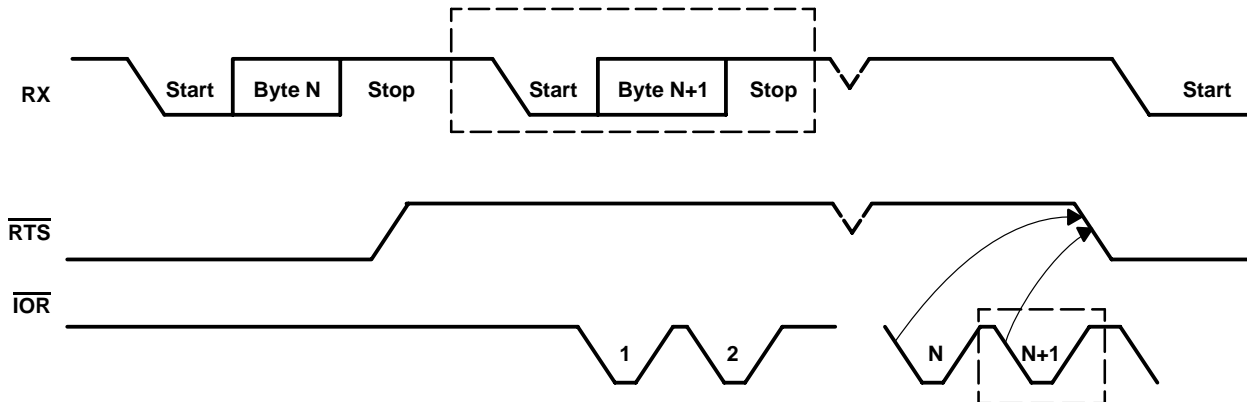 RX Start Byte N Stop Start Byte N+1 Stop Start
RTS
IOR
1 2 N N+1